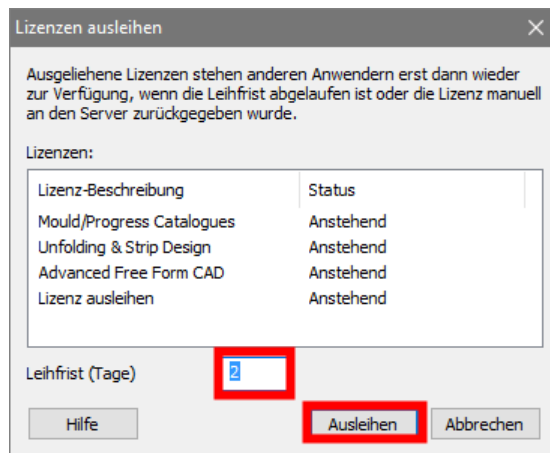 Lizenzen ausleihen
Ausgeliehene Lizenzen stehen anderen Anwendern erst dann wieder
zur Verfügung, wenn die Leihfrist abgelaufen ist oder die Lizenz manuell
an den Server zurückgegeben wurde.
Lizenzen:
Lizenz-Beschreibung Status
Mould/Progress Catalogues Anstehend
Unfolding & Strip Design Anstehend
Advanced Free Form CAD Anstehend
Lizenz ausleihen Anstehend
Leihfrist (Tage) 2
Hilfe Ausleihen Abbrechen